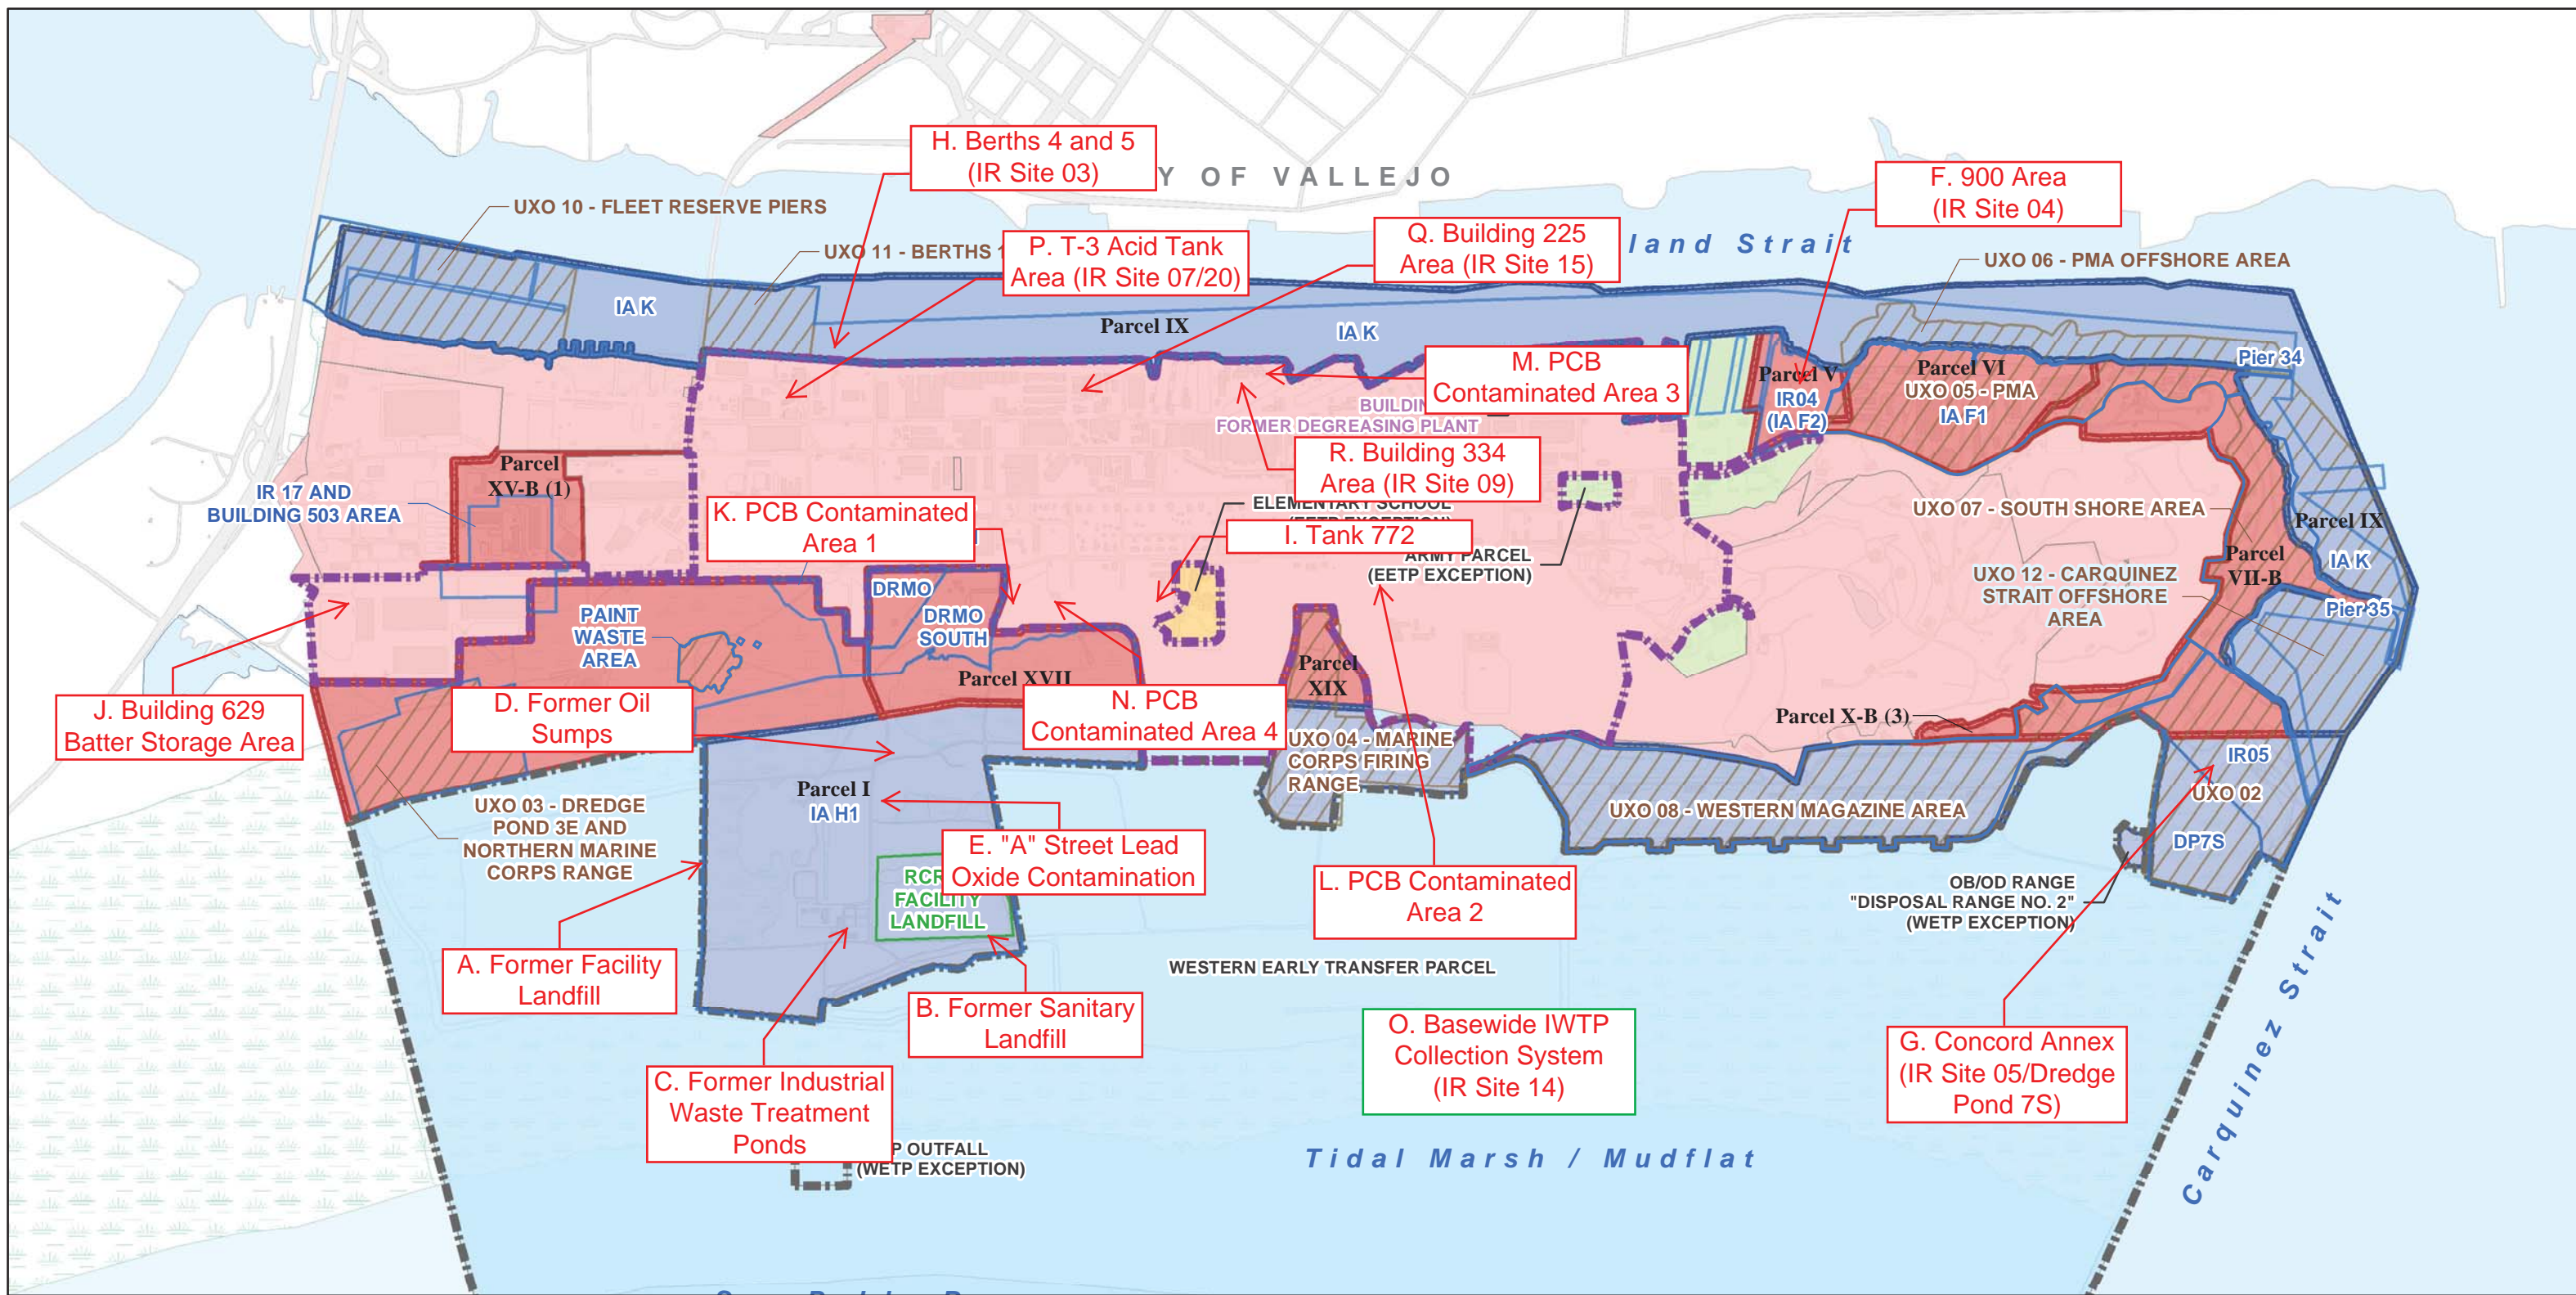 H. Berths 4 and 5
(IR Site 03)
Y OF VALLEJO
F. 900 Area
(IR Site 04)
UXO 10 - FLEET RESERVE PIERS
UXO 11 - BERTHS 1
P. T-3 Acid Tank
Area (IR Site 07/20)
Q. Building 225
Area (IR Site 15)
land Strait
UXO 06 - PMA OFFSHORE AREA
IA K
Parcel IX
IA K
M. PCB
Contaminated Area 3
Pier 34
Parcel V
IR04
(IA F2)
Parcel VI
UXO 05 - PMA
IA F1
FORMER DEGREASING PLANT
R. Building 334
Area (IR Site 09)
Parcel
XV-B (1)
IR 17 AND
BUILDING 503 AREA
K. PCB Contaminated
Area 1
ELEMENTARY SCHOOL
I. Tank 772
ARMY PARCEL
(EETP EXCEPTION)
UXO 07 - SOUTH SHORE AREA
Parcel IX
IA K
Parcel
VII-B
UXO 12 - CARQUINEZ
STRAIT OFFSHORE
AREA
Pier 35
PAINT
WASTE
AREA
DRMO
DRMO
SOUTH
Parcel XVII
Parcel
XIX
J. Building 629
Batter Storage Area
D. Former Oil
Sumps
N. PCB
Contaminated Area 4
Parcel X-B (3)
UXO 04 - MARINE
CORPS FIRING
RANGE
IR05
UXO 02
DP7S
Parcel I
IA H1
UXO 03 - DREDGE
POND 3E AND
NORTHERN MARINE
CORPS RANGE
UXO 08 - WESTERN MAGAZINE AREA
E. "A" Street Lead
Oxide Contamination
RCR
FACILITY
LANDFILL
L. PCB Contaminated
Area 2
OB/OD RANGE
"DISPOSAL RANGE NO. 2"
(WETP EXCEPTION)
A. Former Facility
Landfill
WESTERN EARLY TRANSFER PARCEL
B. Former Sanitary
Landfill
O. Basewide IWTP
Collection System
(IR Site 14)
G. Concord Annex
(IR Site 05/Dredge
Pond 7S)
C. Former Industrial
Waste Treatment
Ponds
P OUTFALL
(WETP EXCEPTION)
Tidal Marsh / Mudflat
Carquinez Strait